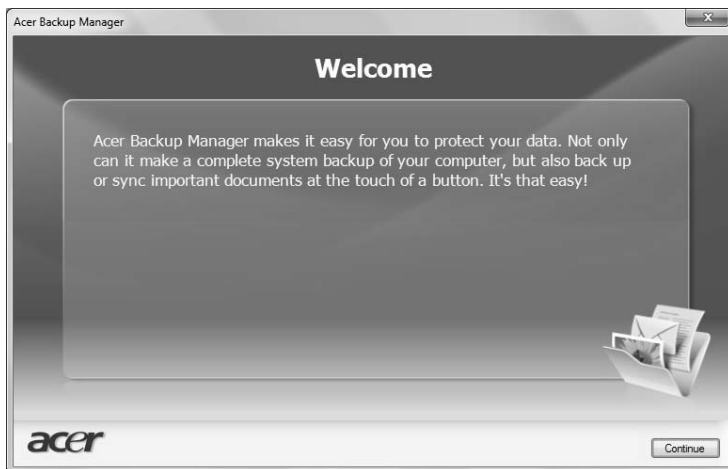 Acer Backup Manager
x
Welcome
Acer Backup Manager makes it easy for you to protect your data. Not only
can it make a complete system backup of your computer, but also back up
or sync important documents at the touch of a button. It's that easy!
acer
Continue